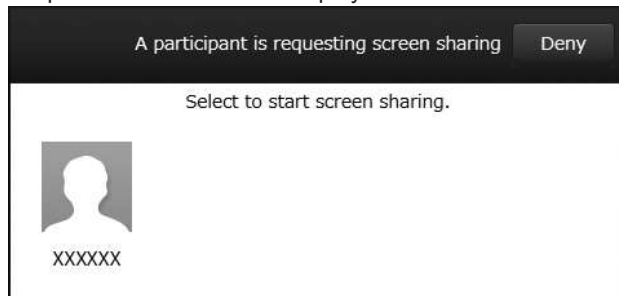 A participant is requesting screen sharing Deny
Select to start screen sharing.
XXXXXX